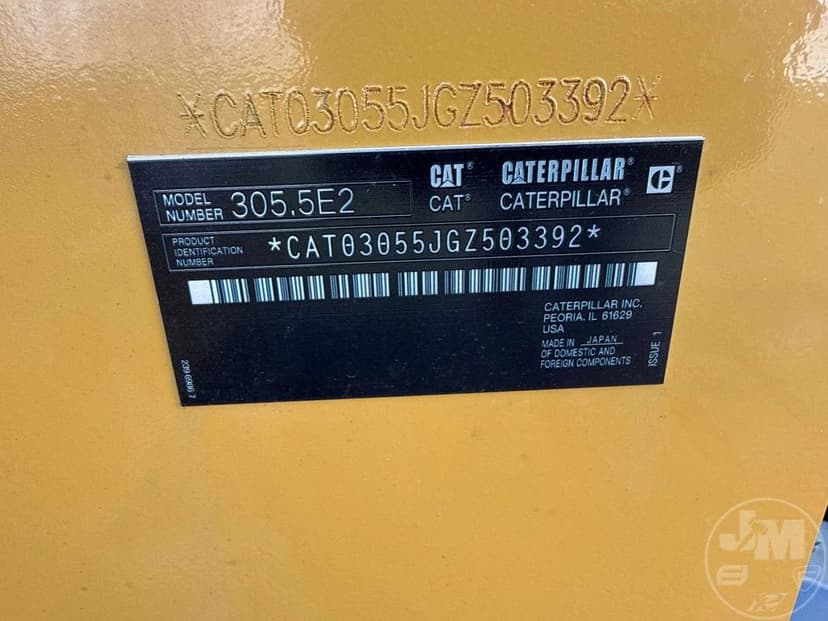 *CAT03055JGZ503392*
CAT® CATERPILLAR®
MODEL NUMBER 305.5E2 CAT® CATERPILLAR® C
PRODUCT IDENTIFICATION NUMBER *CAT03055JGZ503392*
CATERPILLAR INC.
PEORIA, IL 61629
USA
MADE IN JAPAN
OF DOMESTIC AND
FOREIGN COMPONENTS
ISSUE 1
JM